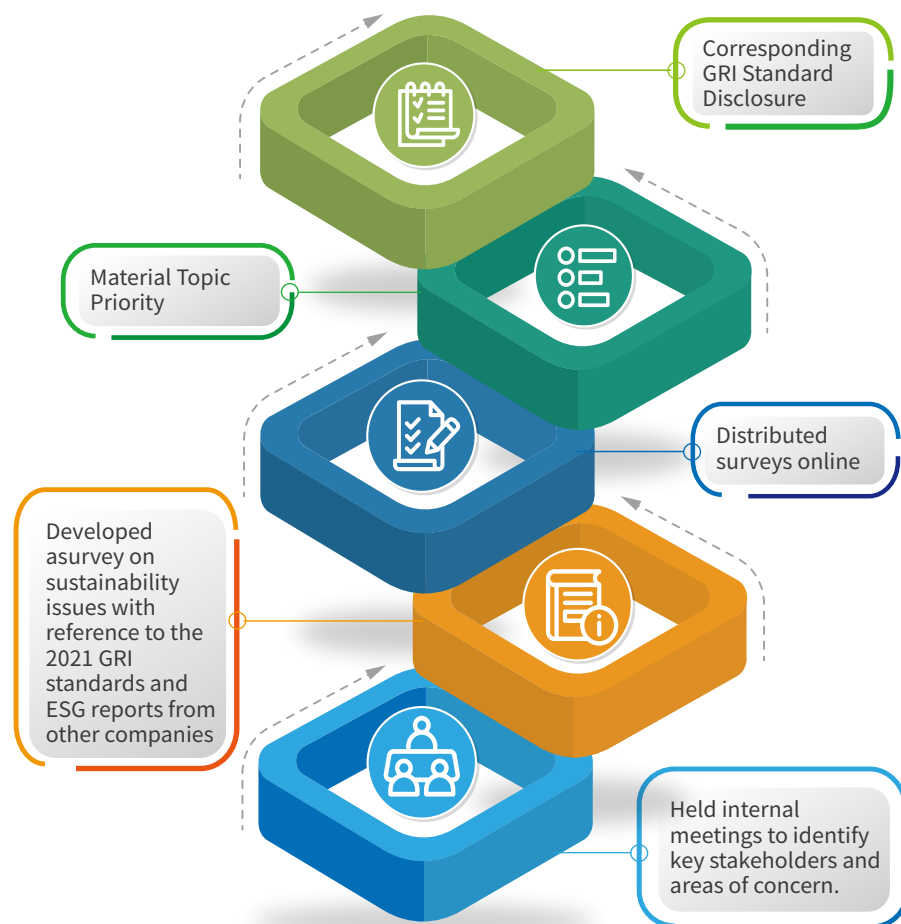 Corresponding
GRI Standard
Disclosure
Material Topic
Priority
Distributed
surveys online
Developed
asurvey on
sustainability
issues with
reference to the
2021 GRI
standards and
ESG reports from
other companies
Held internal
meetings to identify
key stakeholders and
areas of concern.